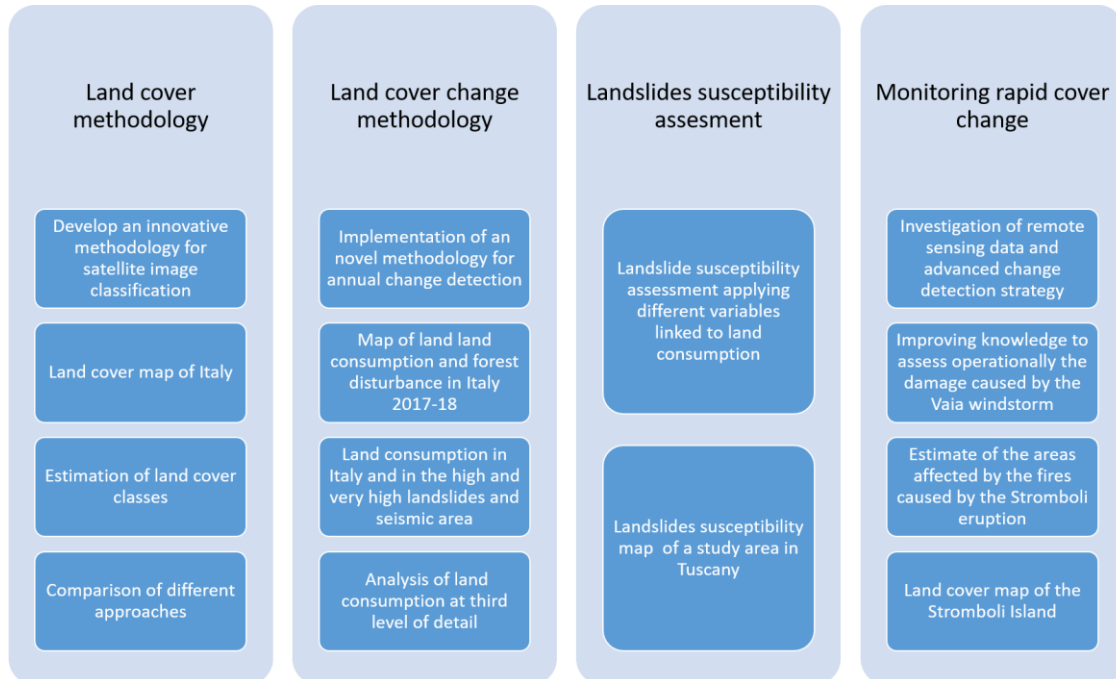 Land cover
methodology
Develop an innovative
methodology for
satellite image
classification
Land cover map of Italy
Estimation of land cover
classes
Comparison of different
approaches
Land cover change
methodology
Implementation of an
novel methodology for
annual change detection
Map of land land
consumption and forest
disturbance in Italy
2017-18
Land consumption in
Italy and in the high and
very high landslides and
seismic area
Analysis of land
consumption at third
level of detail
Landslides susceptibility
assesment
Landslide susceptibility
assessment applying
different variables
linked to land
consumption
Landslides susceptibility
map of a study area in
Tuscany
Monitoring rapid cover
change
Investigation of remote
sensing data and
advanced change
detection strategy
Improving knowledge to
assess operationally the
damage caused by the
Vaia windstorm
Estimate of the areas
affected by the fires
caused by the Stromboli
eruption
Land cover map of the
Stromboli Island